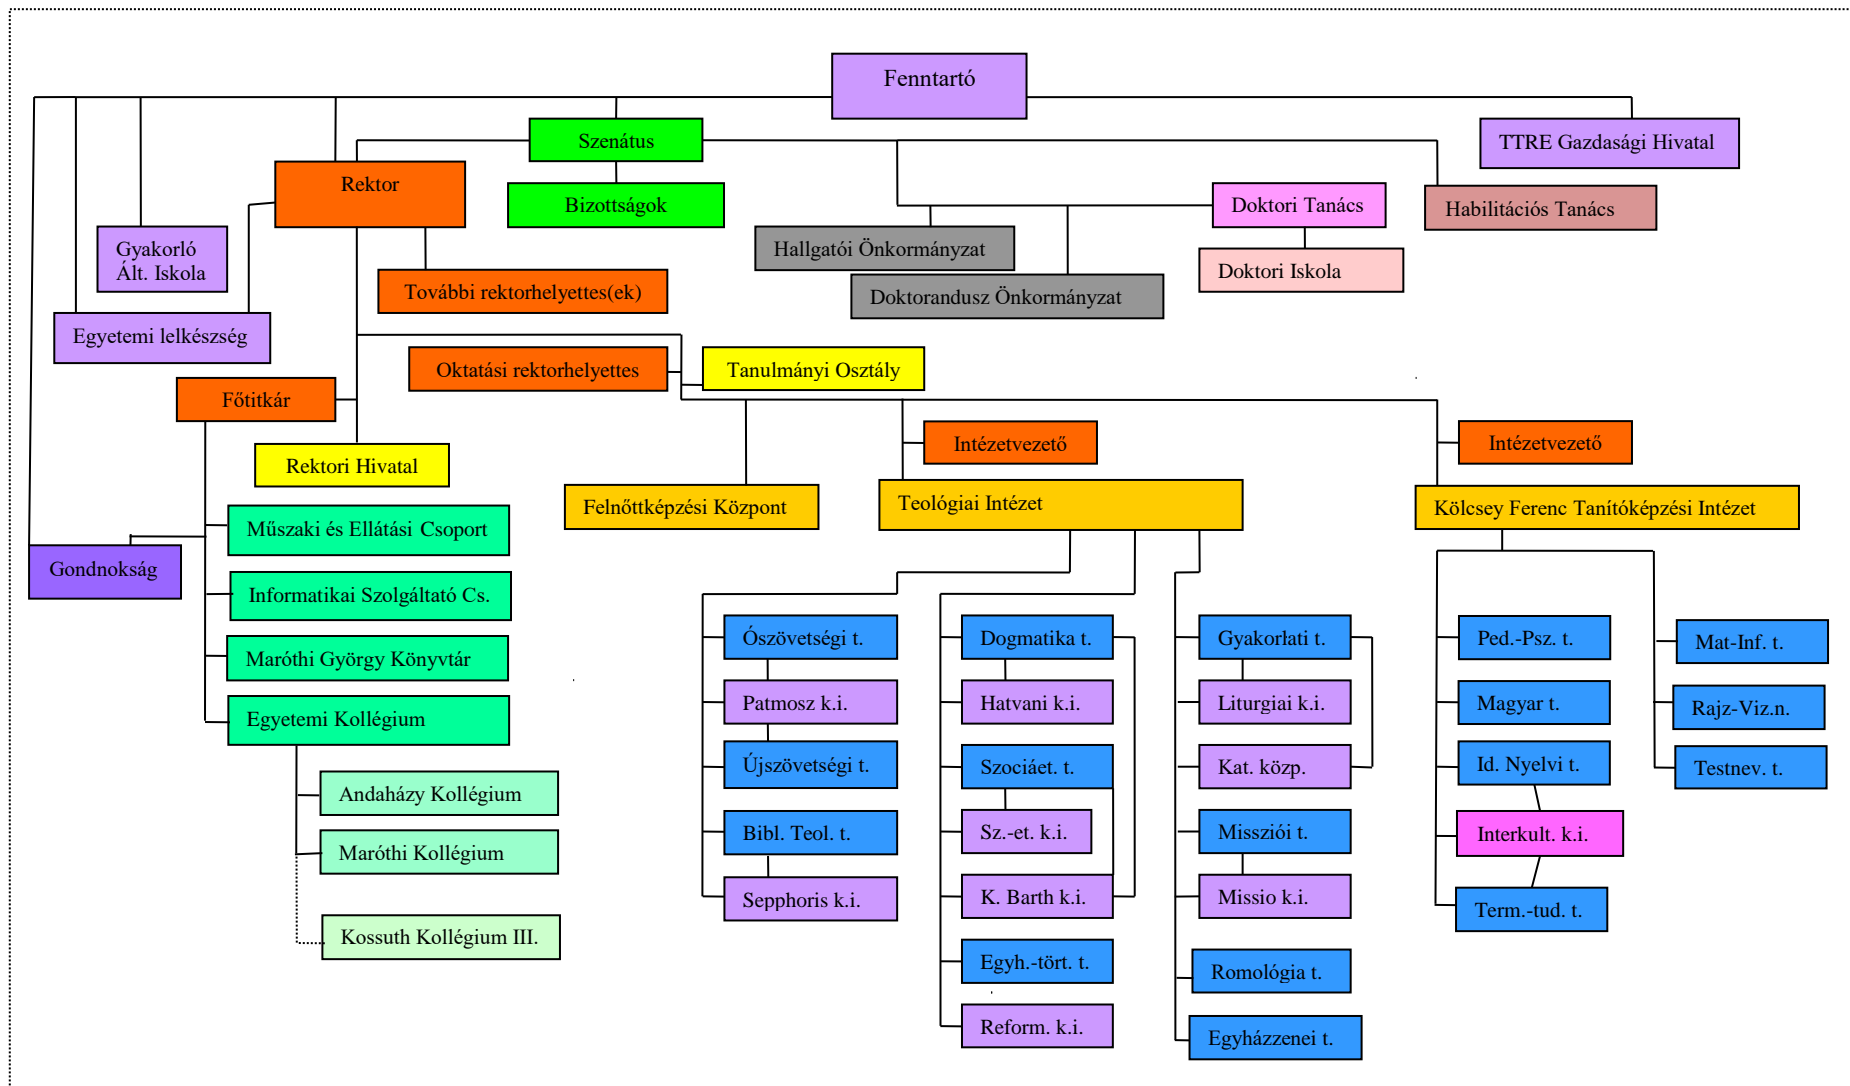 Fenntartó
Szenátus
TTRE Gazdasági Hivatal
Rektor
Bizottságok
Doktori Tanács
Habilitációs Tanács
Gyakorló
Ált. Iskola
Hallgatói Önkormányzat
Doktori Iskola
További rektorhelyettes(ek)
Doktorandusz Önkormányzat
Egyetemi lelkészség
Oktatási rektorhelyettes
Tanulmányi Osztály
Főtitkár
Intézetvezető
Intézetvezető
Rektori Hivatal
Felnőttképzési Központ
Teológiai Intézet
Kölcsey Ferenc Tanítóképzési Intézet
Műszaki és Ellátási Csoport
Gondnokság
Informatikai Szolgáltató Cs.
Maróthi György Könyvtár
Egyetemi Kollégium
Andaházy Kollégium
Maróthi Kollégium
Kossuth Kollégium III.
Ószövetségi t.
Patmosz k.i.
Újszövetségi t.
Bibl. Teol. t.
Sepphoris k.i.
Dogmatika t.
Hatvani k.i.
Szociáet. t.
Sz.-et. k.i.
K. Barth k.i.
Egyh.-tört. t.
Reform. k.i.
Gyakorlati t.
Liturgiai k.i.
Kat. közp.
Missziói t.
Missio k.i.
Romológia t.
Egyházzenei t.
Ped.-Psz. t.
Magyar t.
Id. Nyelvi t.
Interkult. k.i.
Term.-tud. t.
Mat-Inf. t.
Rajz-Viz.n.
Testnev. t.